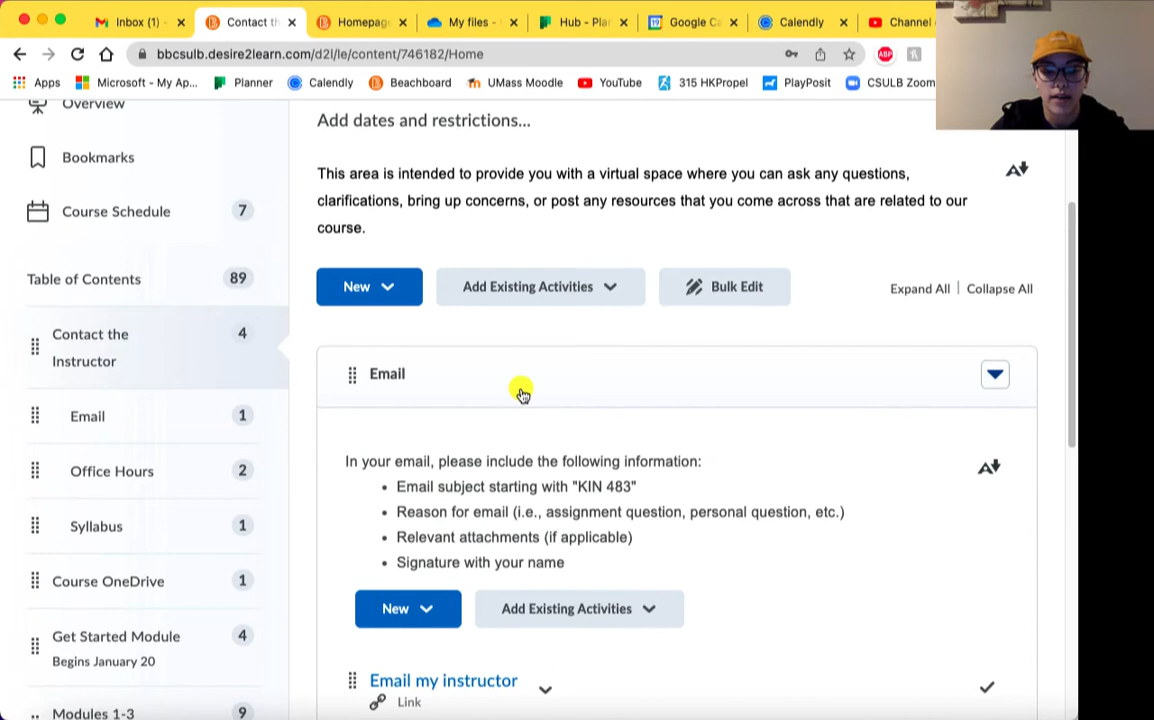 Inbox (1)
Contact th
Homepag
My files -
Hub - Plar
Google Ca
Calendly
Channel
bbcsulb.desire2learn.com/d2l/le/content/746182/Home
ABP
Apps
Microsoft - My Ap...
Planner
Calendly
Beachboard
UMass Moodle
YouTube
315 HKPropel
PlayPosit
CSULB Zoom
Overview
Bookmarks
Course Schedule
7
Table of Contents
89
Contact the
Instructor
4
Email
1
Office Hours
2
Syllabus
1
Course OneDrive
1
Get Started Module
4
Begins January 20
Modules 1-3
9
Add dates and restrictions...
This area is intended to provide you with a virtual space where you can ask any questions,
clarifications, bring up concerns, or post any resources that you come across that are related to our
course.
New
Add Existing Activities
Bulk Edit
Expand All | Collapse All
Email
In your email, please include the following information:
• Email subject starting with "KIN 483"
• Reason for email (i.e., assignment question, personal question, etc.)
• Relevant attachments (if applicable)
• Signature with your name
New
Add Existing Activities
Email my instructor
Link